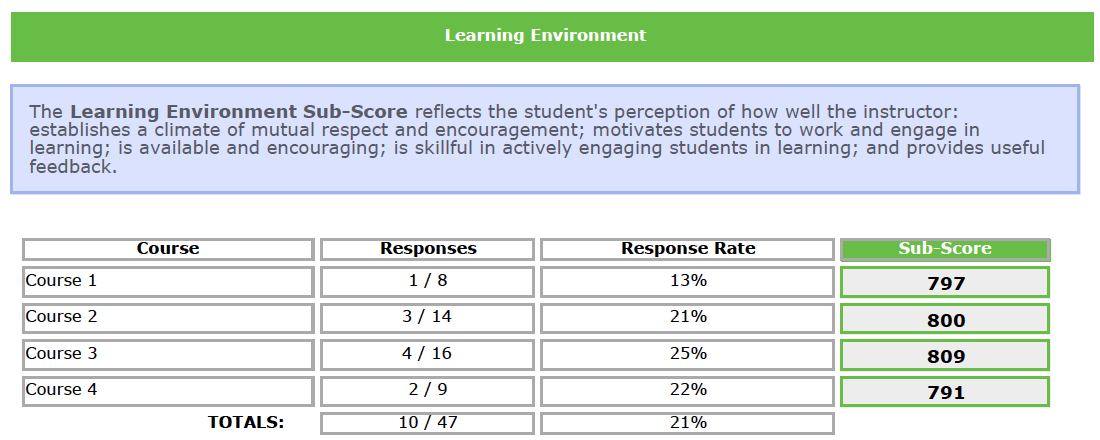 Learning Environment
The Learning Environment Sub-Score reflects the student's perception of how well the instructor:
establishes a climate of mutual respect and encouragement; motivates students to work and engage in
learning; is available and encouraging; is skillful in actively engaging students in learning; and provides useful
feedback.
Course Responses Response Rate Sub-Score
Course 1 1 / 8 13% 797
Course 2 3 / 14 21% 800
Course 3 4 / 16 25% 809
Course 4 2 / 9 22% 791
TOTALS: 10 / 47 21%